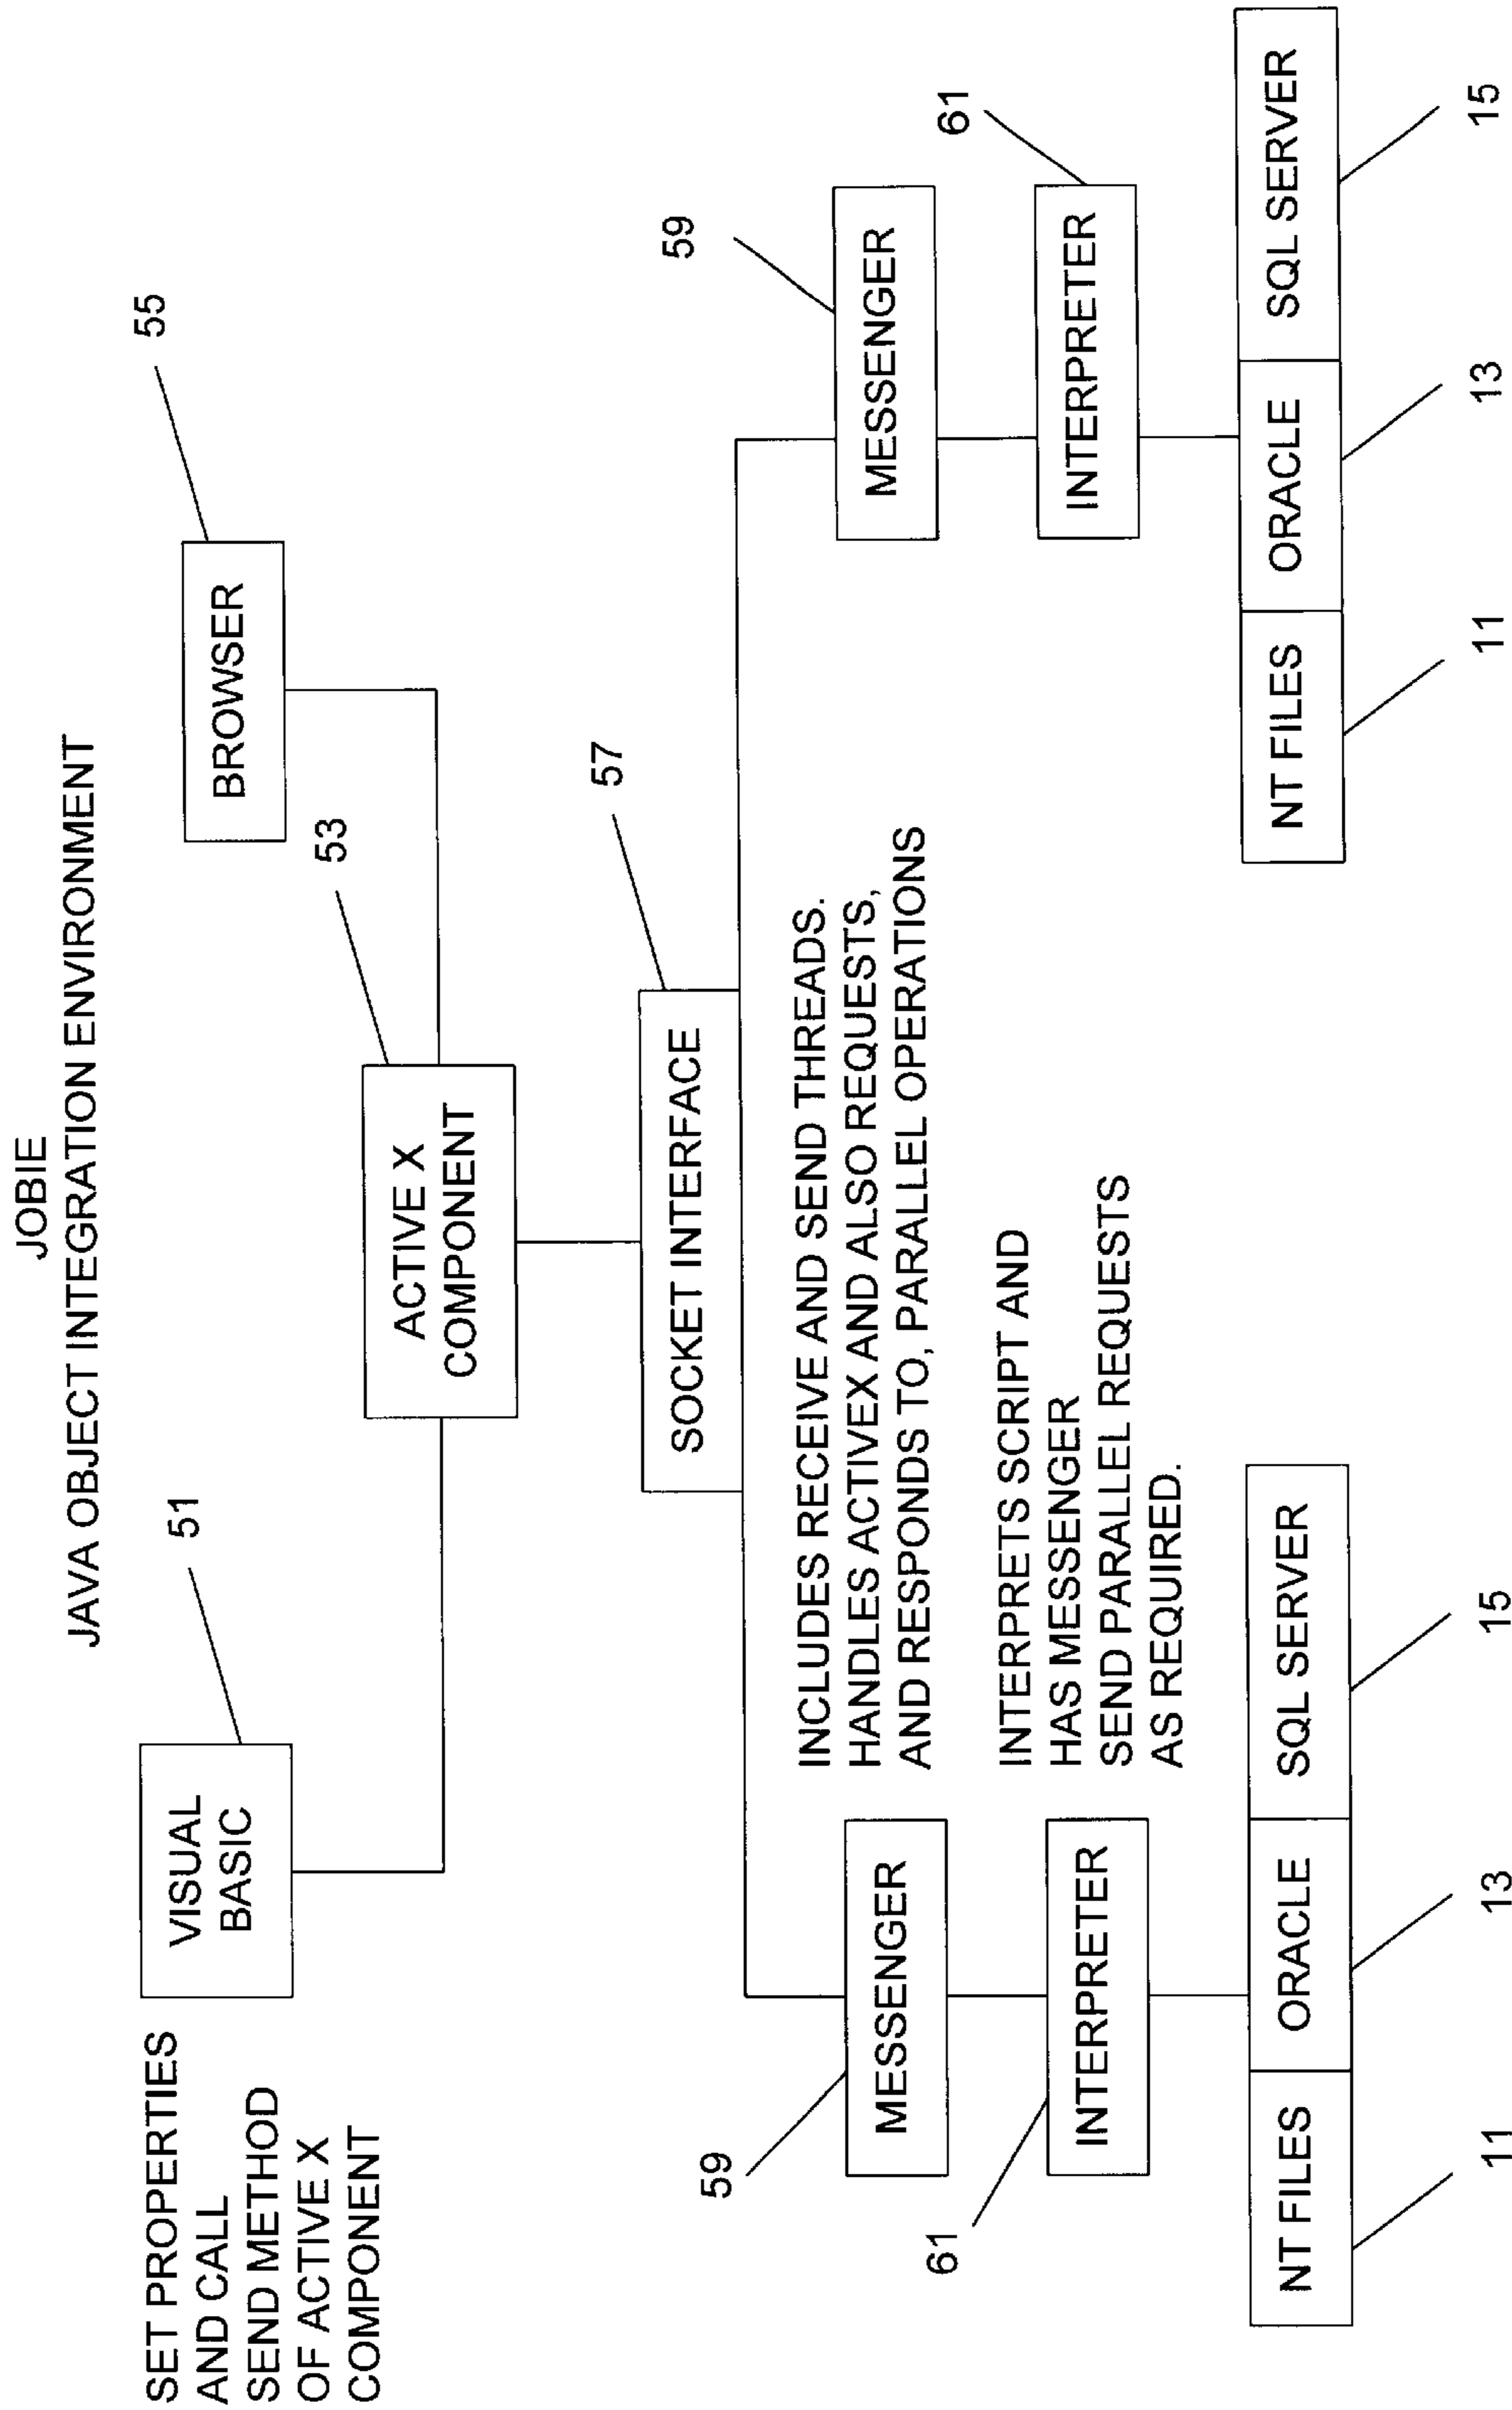 JOBIE
JAVA OBJECT INTEGRATION ENVIRONMENT
SET PROPERTIES
AND CALL
SEND METHOD
OF ACTIVE X
COMPONENT
VISUAL
BASIC
51
ACTIVE X
COMPONENT
53
BROWSER
55
SOCKET INTERFACE
57
INCLUDES RECEIVE AND SEND THREADS.
HANDLES ACTIVEX AND ALSO REQUESTS,
AND RESPONDS TO, PARALLEL OPERATIONS
59
MESSENGER
MESSENGER
59
INTERPRETS SCRIPT AND
HAS MESSENGER
SEND PARALLEL REQUESTS
AS REQUIRED.
61
INTERPRETER
INTERPRETER
61
NT FILES
ORACLE
SQL SERVER
11
13
15
NT FILES
ORACLE
SQL SERVER
11
13
15